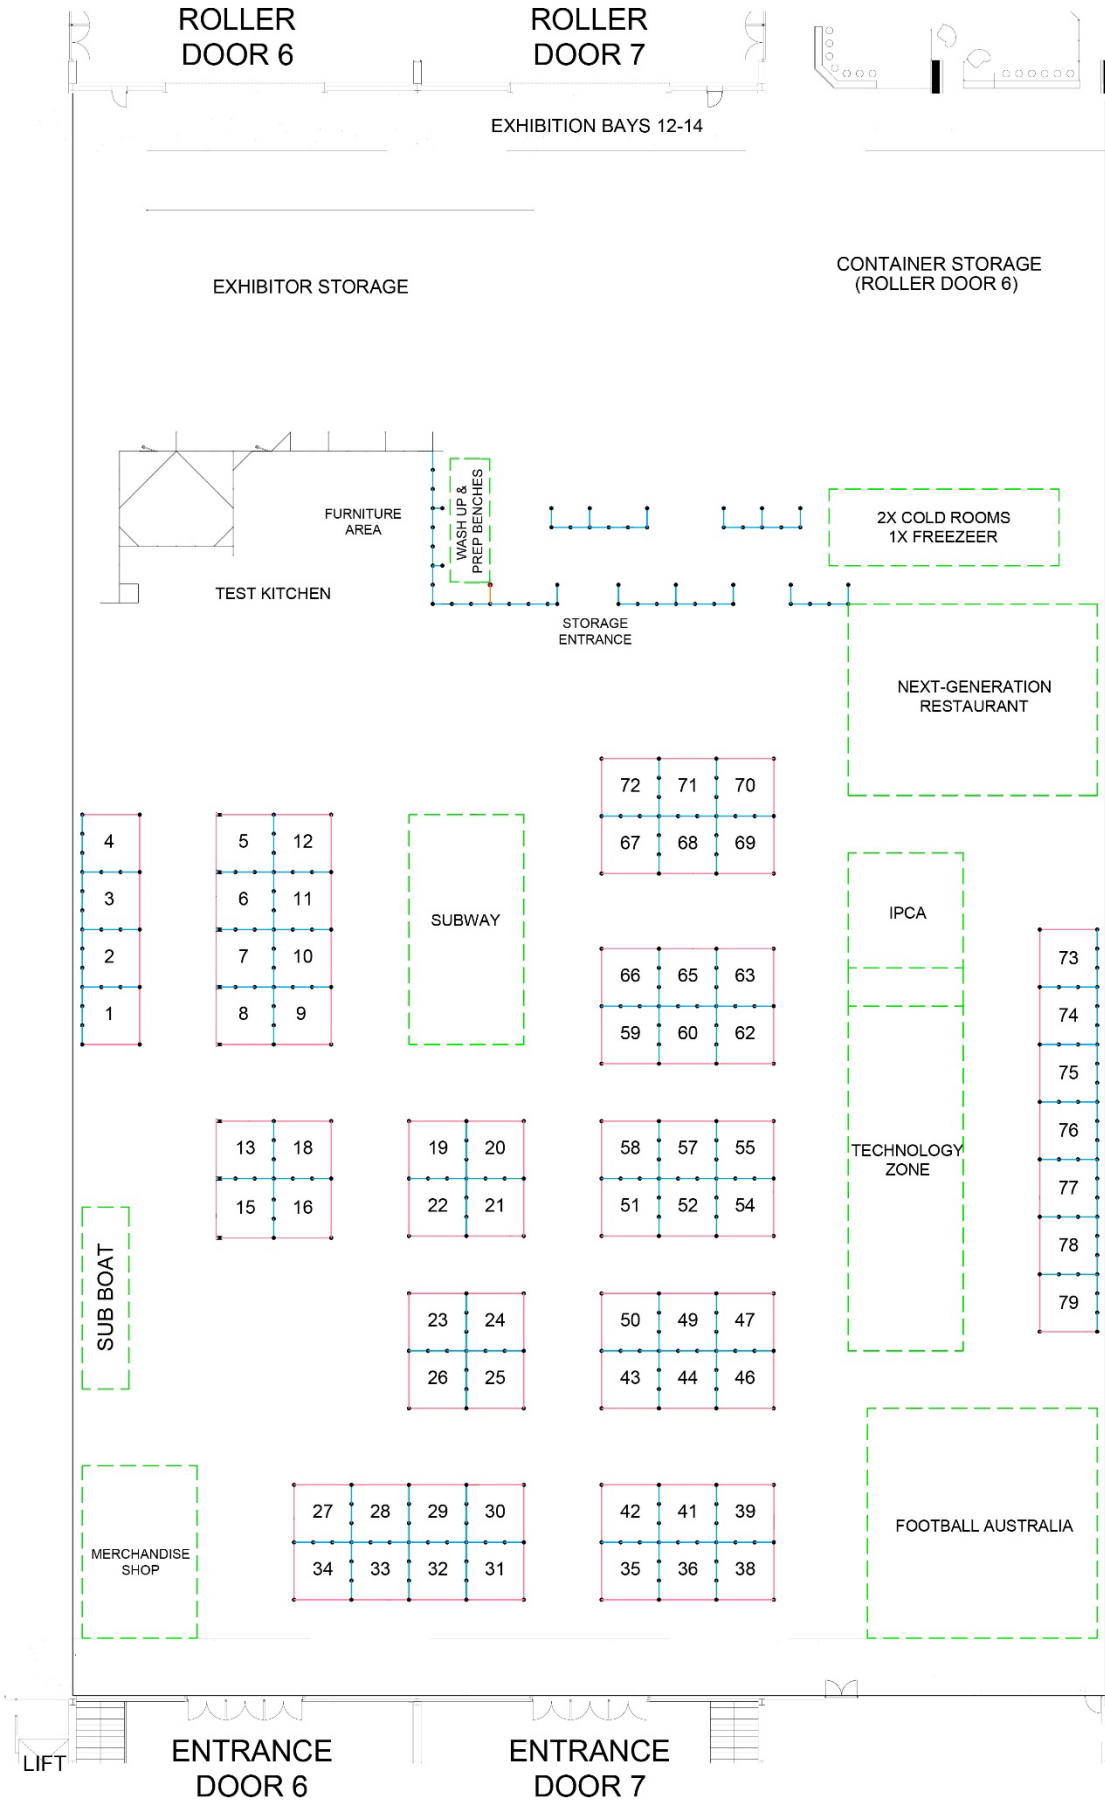 ROLLER
DOOR 6
ROLLER
DOOR 7
EXHIBITION BAYS 12-14
EXHIBITOR STORAGE
CONTAINER STORAGE
(ROLLER DOOR 6)
FURNITURE
AREA
WASH UP &
PREP BENCHES
2X COLD ROOMS
1X FREEZEER
TEST KITCHEN
STORAGE
ENTRANCE
NEXT-GENERATION
RESTAURANT
72 71 70
67 68 69
4 5 12
3 6 11
2 7 10
1 8 9
SUBWAY
IPCA
66 65 63
59 60 62
73
74
75
76
77
78
79
13 18 19 20 58 57 55
15 16 22 21 51 52 54
TECHNOLOGY
ZONE
SUB BOAT
23 24 50 49 47
26 25 43 44 46
27 28 29 30 42 41 39
34 33 32 31 35 36 38
MERCHANDISE
SHOP
FOOTBALL AUSTRALIA
LIFT
ENTRANCE
DOOR 6
ENTRANCE
DOOR 7